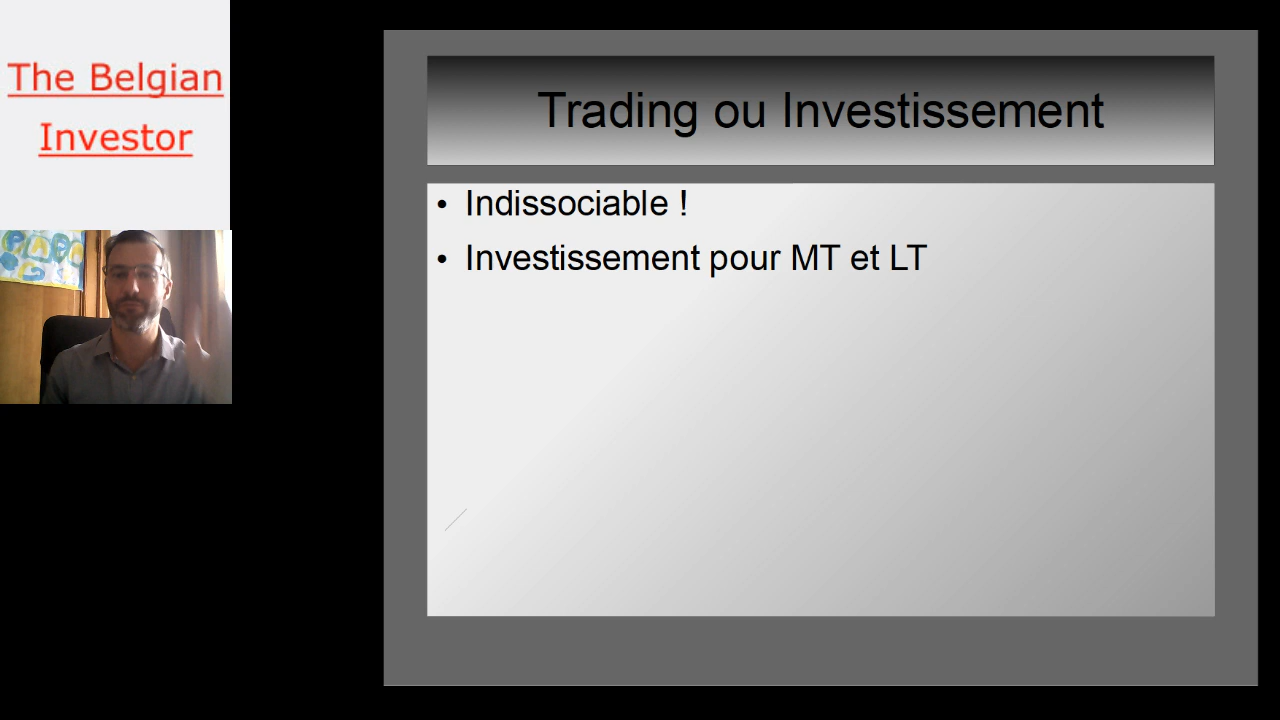 The Belgian
Investor
Trading ou Investissement
• Indissociable !
• Investissement pour MT et LT